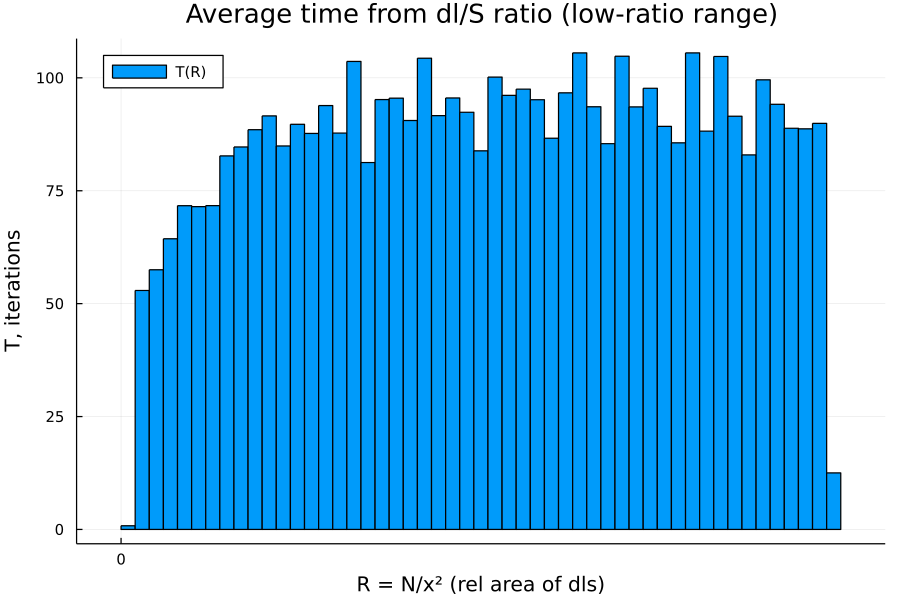 Average time from dl/S ratio (low-ratio range)
T(R)
100
75
50
25
0
T, iterations
0
R = N/x² (rel area of dls)